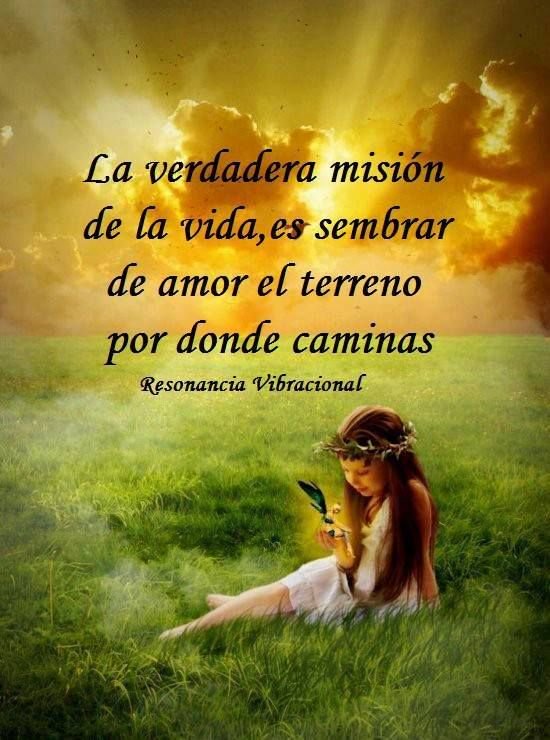 La verdadera misión
de la vida,es sembrar
de amor el terreno
por donde caminas
Resonancia Vibracional